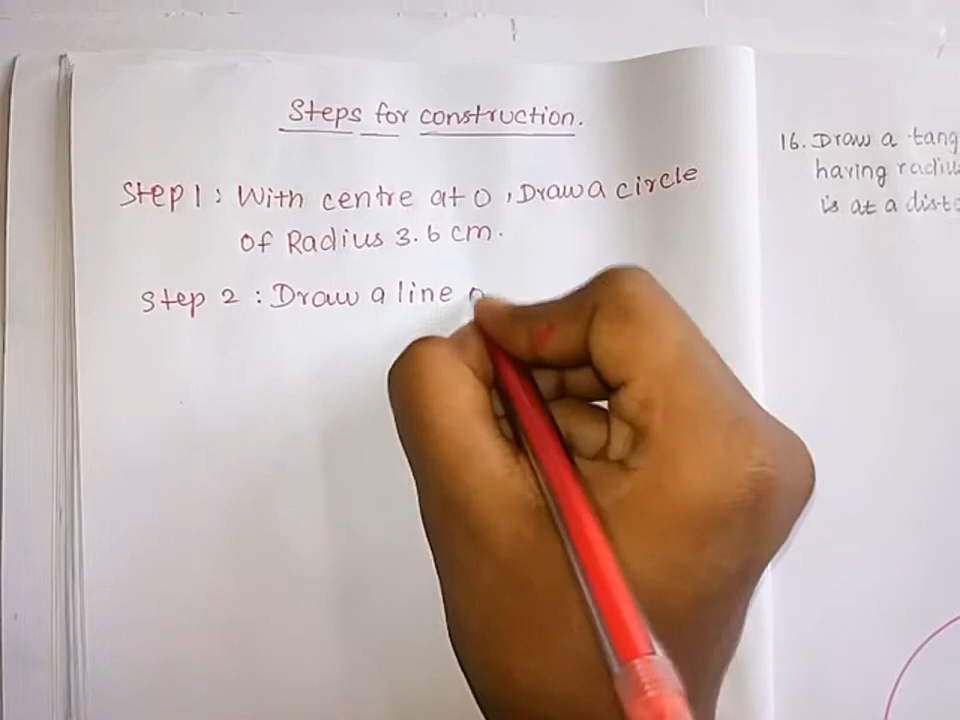 Steps for construction.
Step 1 : With centre at O , Draw a circle
of Radius 3.6 cm.
Step 2 : Draw a line
16. Draw a tang
having radiu
is at a dist